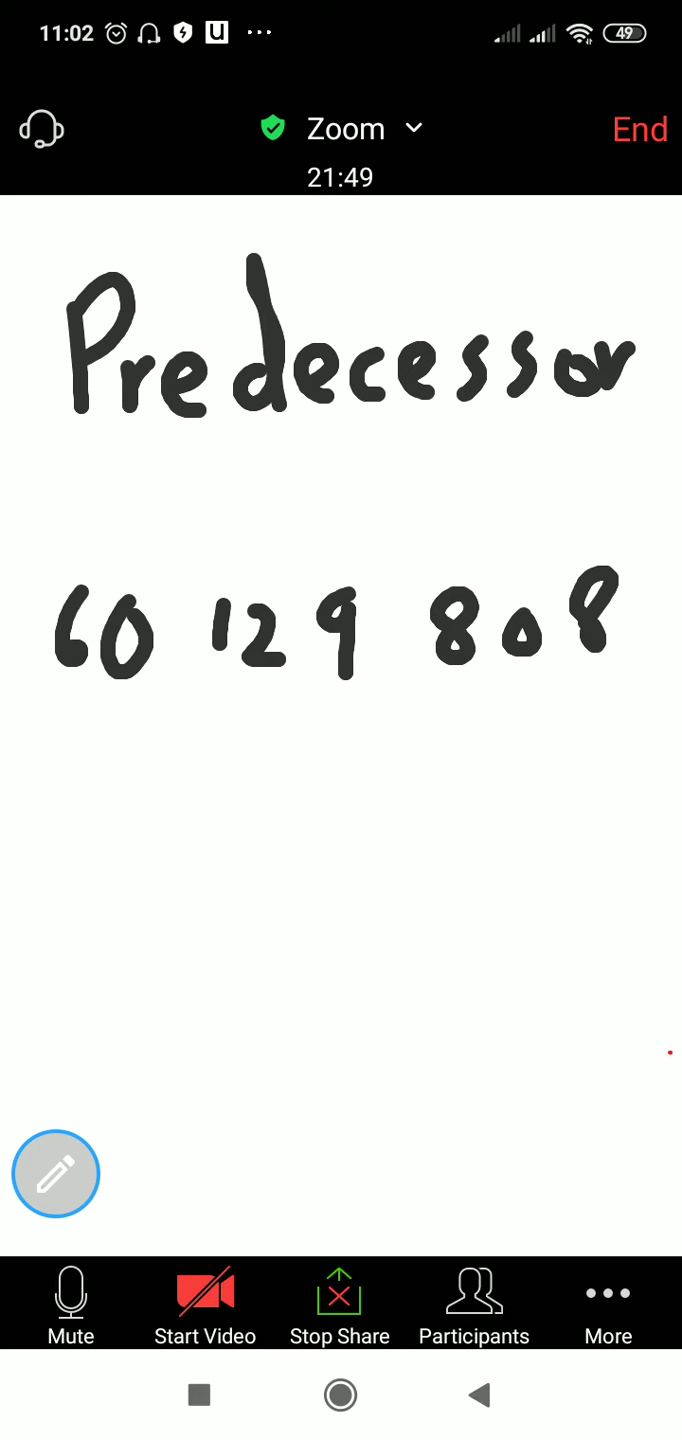 11:02 u ... 49
Zoom End
21:49
Predecessor
60 129 808
Mute Start Video Stop Share Participants More